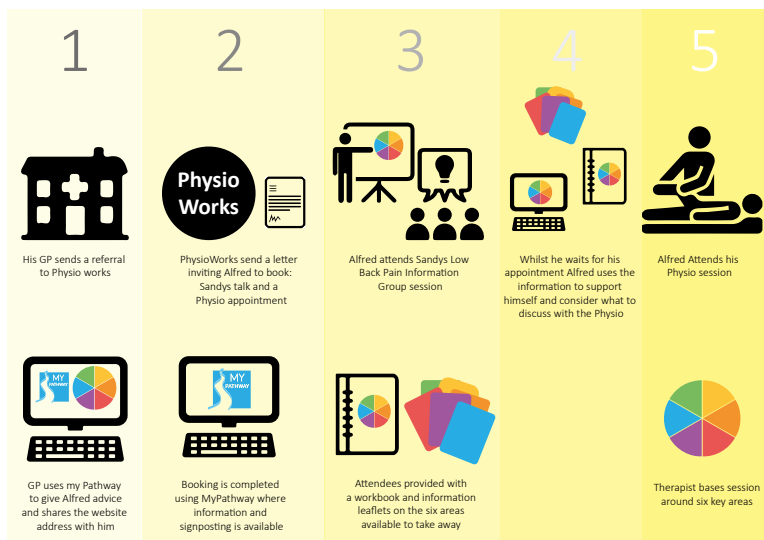 1
2
3
4
5
Physio
Works
His GP sends a referral
to Physio works
PhysioWorks send a letter
inviting Alfred to book:
Sandys talk and a
Physio appointment
Alfred attends Sandys Low
Back Pain Information
Group session
Whilst he waits for his
appointment Alfred uses the
information to support
himself and consider what to
discuss with the Physio
Alfred Attends his
Physio session
MY
PATHWAY
MY
PATHWAY
GP uses my Pathway
to give Alfred advice
and shares the website
address with him
Booking is completed
using MyPathway where
information and
signposting is available
Attendees provided with
a workbook and information
leaflets on the six areas
available to take away
Therapist bases session
around six key areas